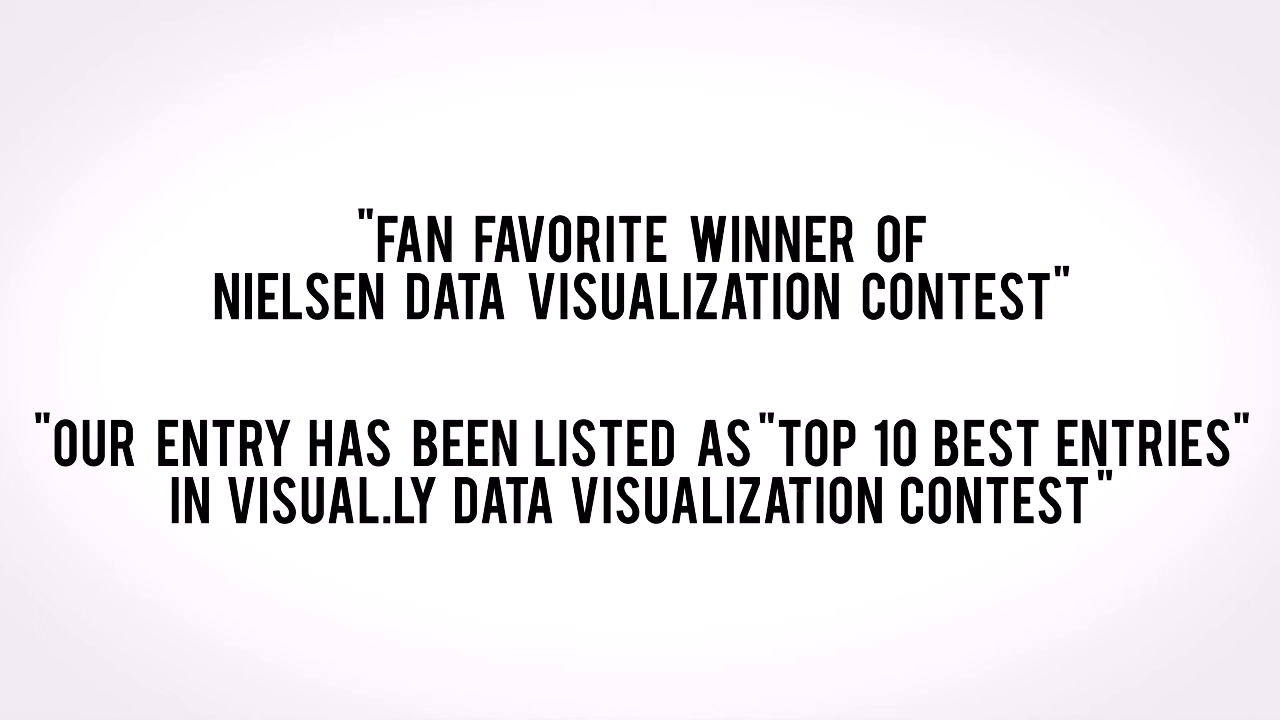 "FAN FAVORITE WINNER OF
NIELSEN DATA VISUALIZATION CONTEST"
"OUR ENTRY HAS BEEN LISTED AS "TOP 10 BEST ENTRIES"
IN VISUAL.LY DATA VISUALIZATION CONTEST"